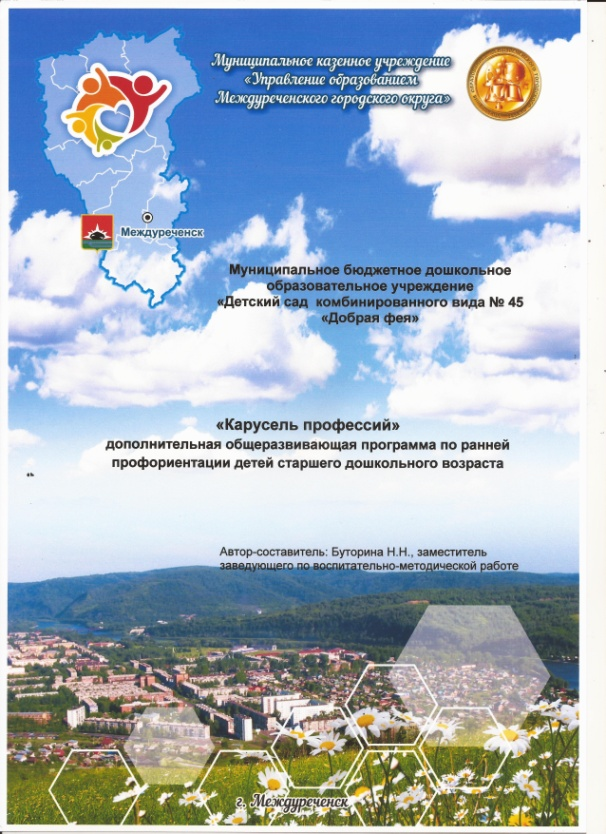 Муниципальное казенное учреждение
«Управление образованием
Междуреченского городского округа»
Междуреченск
Муниципальное бюджетное дошкольное
образовательное учреждение
«Детский сад комбинированного вида № 45
«Добрая фея»
«Карусель профессий»
дополнительная общеразвивающая программа по ранней
профориентации детей старшего дошкольного возраста
Автор-составитель: Буторина Н.Н., заместитель
заведующего по воспитательно-методической работе
г. Междуреченск